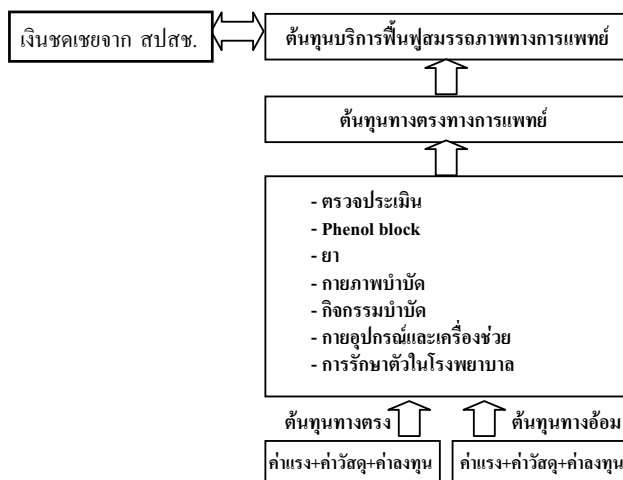 เงินชดเชยจาก สปสช.
ต้นทุนบริการฟื้นฟูสมรรถภาพทางการแพทย์
ต้นทุนทางตรงทางการแพทย์
- ตรวจประเมิน
- Phenol block
- ยา
- กายภาพบำบัด
- กิจกรรมบำบัด
- กายอุปกรณ์และเครื่องช่วย
- การรักษาตัวในโรงพยาบาล
ต้นทุนทางตรง
ต้นทุนทางอ้อม
ค่าแรง+ค่าวัสดุ+ค่าลงทุน
ค่าแรง+ค่าวัสดุ+ค่าลงทุน